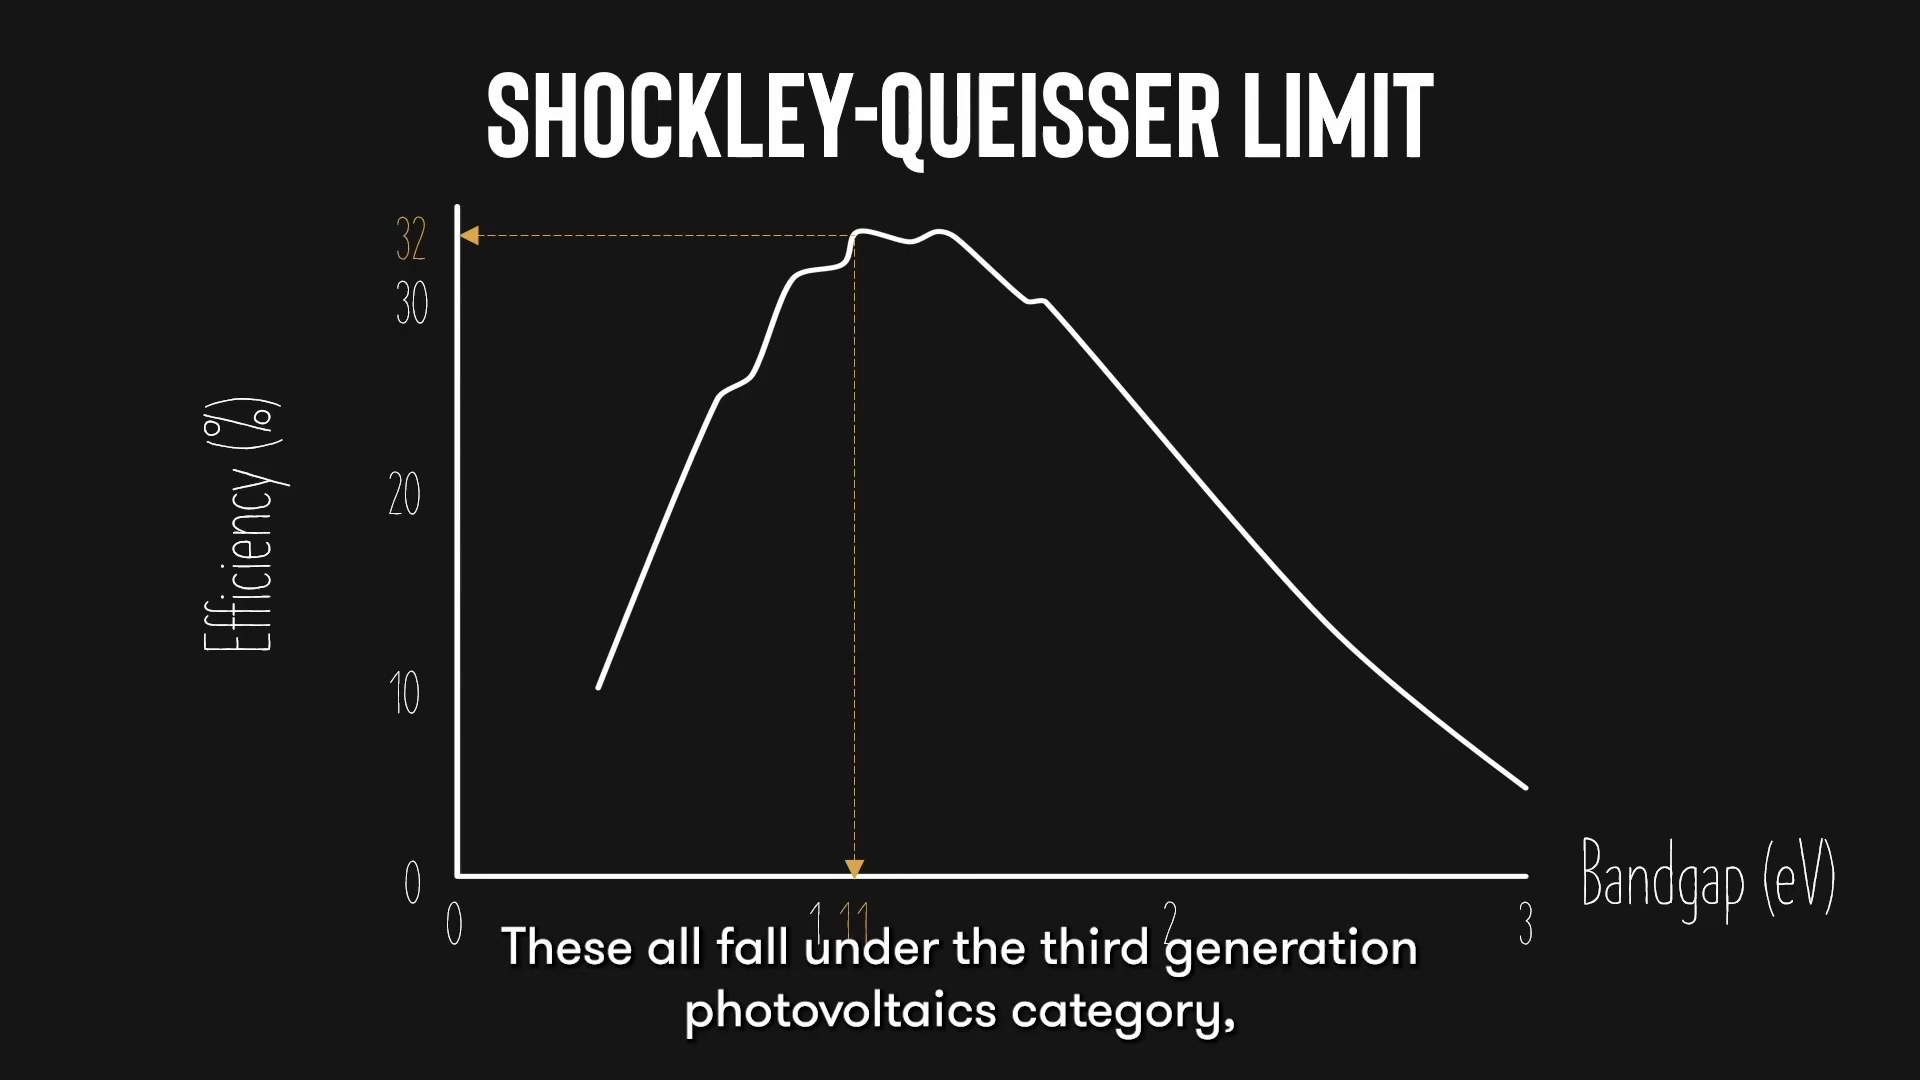 SHOCKLEY-QUEISSER LIMIT
32
30
20
10
0
Efficiency (%)
0
1
2
3
Bandgap (eV)
These all fall under the third generation
photovoltaics category,